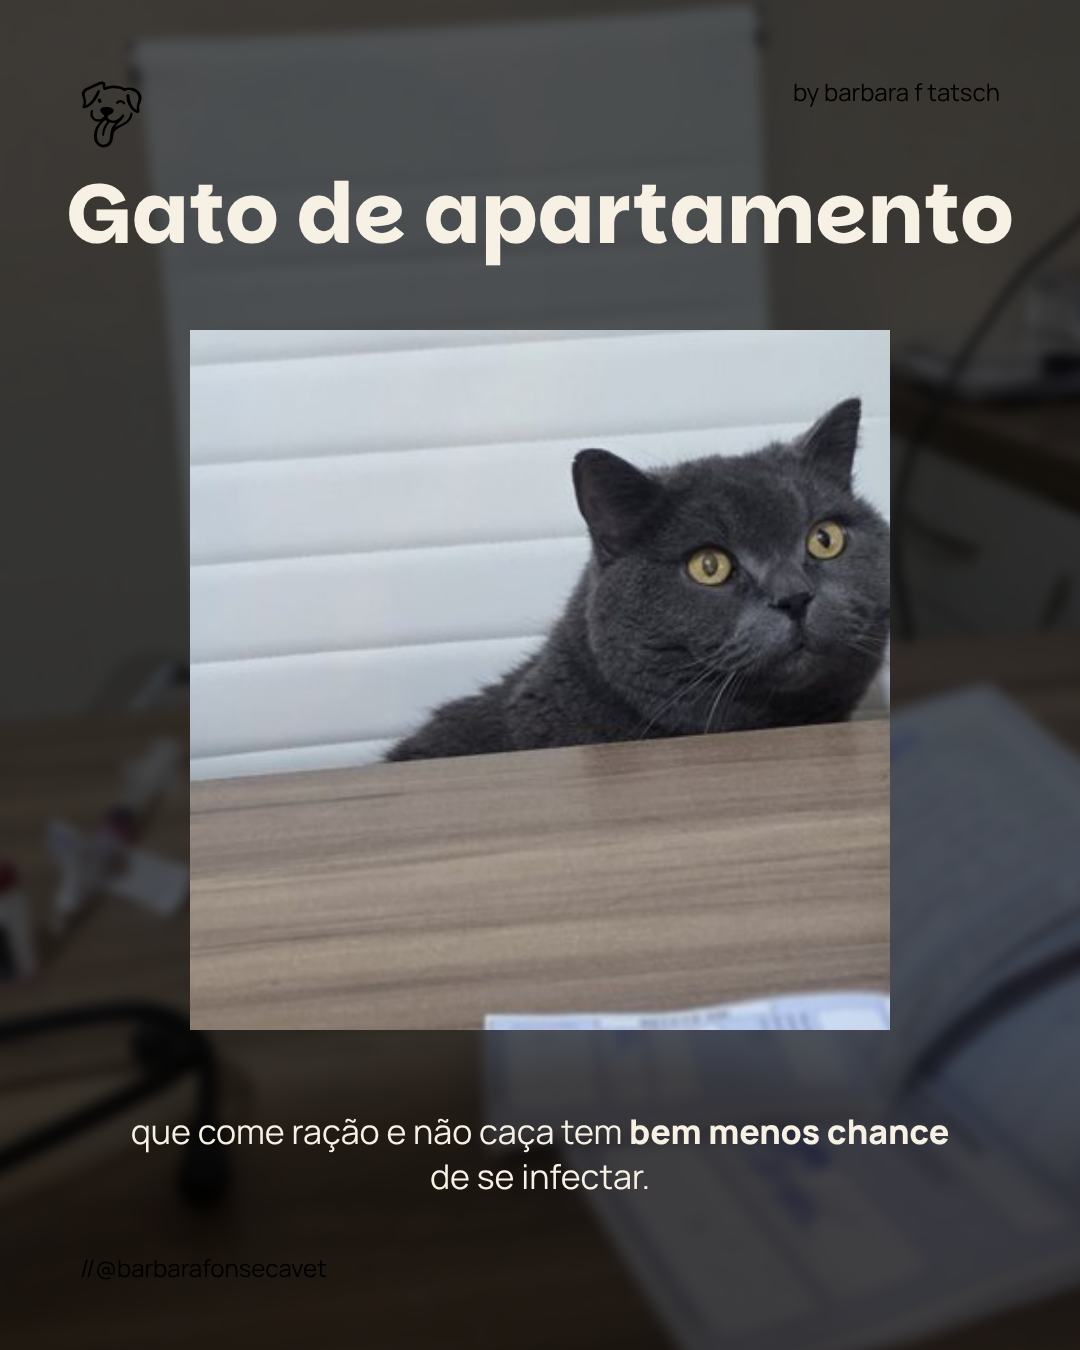 by barbara f tatsch
Gato de apartamento
que come ração e não caça tem bem menos chance
de se infectar.
//@barbarafonsecavet